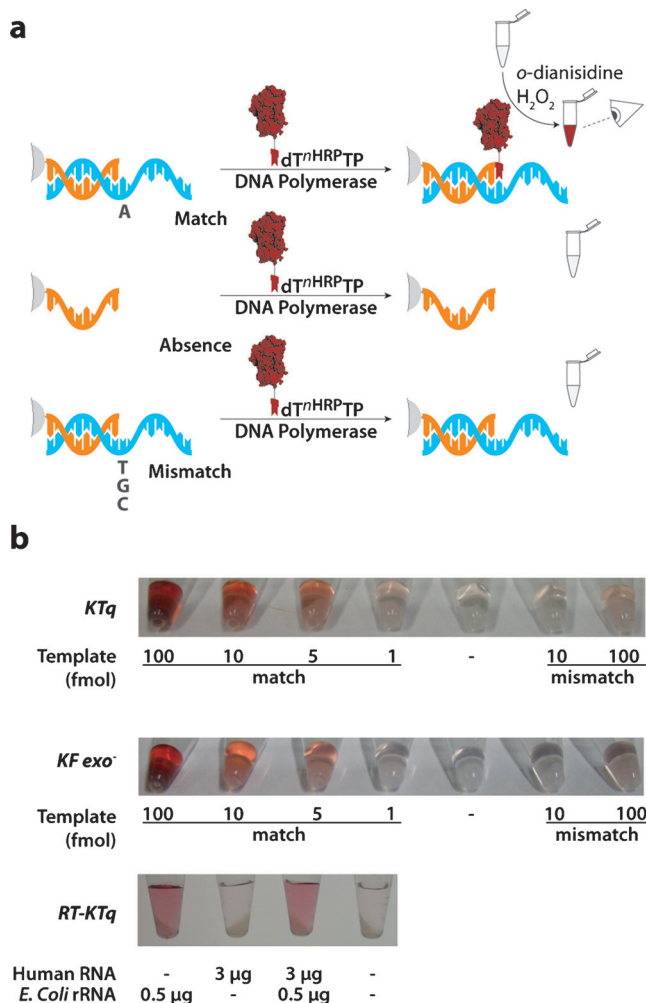 a
o-dianisidine
H₂O₂
dTⁿᴴᴿᴾTP
DNA Polymerase
A
Match
dTⁿᴴᴿᴾTP
DNA Polymerase
Absence
dTⁿᴴᴿᴾTP
DNA Polymerase
T
G
C
Mismatch
b
KTq
Template (fmol)
100 10 5 1 - 10 100
match mismatch
KF exo⁻
Template (fmol)
100 10 5 1 - 10 100
match mismatch
RT-KTq
Human RNA - 3 μg 3 μg -
E. Coli rRNA 0.5 μg - 0.5 μg -